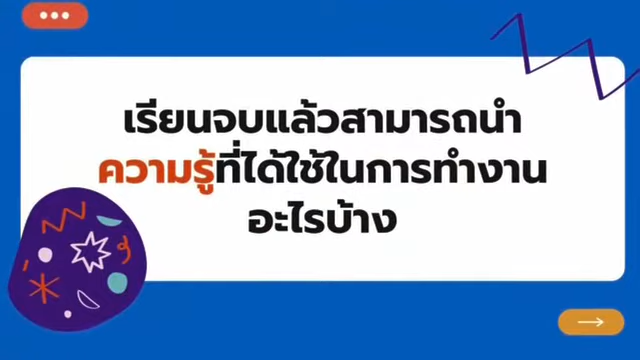 เรียนจบแล้วสามารถนำ
ความรู้ที่ได้ใช้ในการทำงาน
อะไรบ้าง